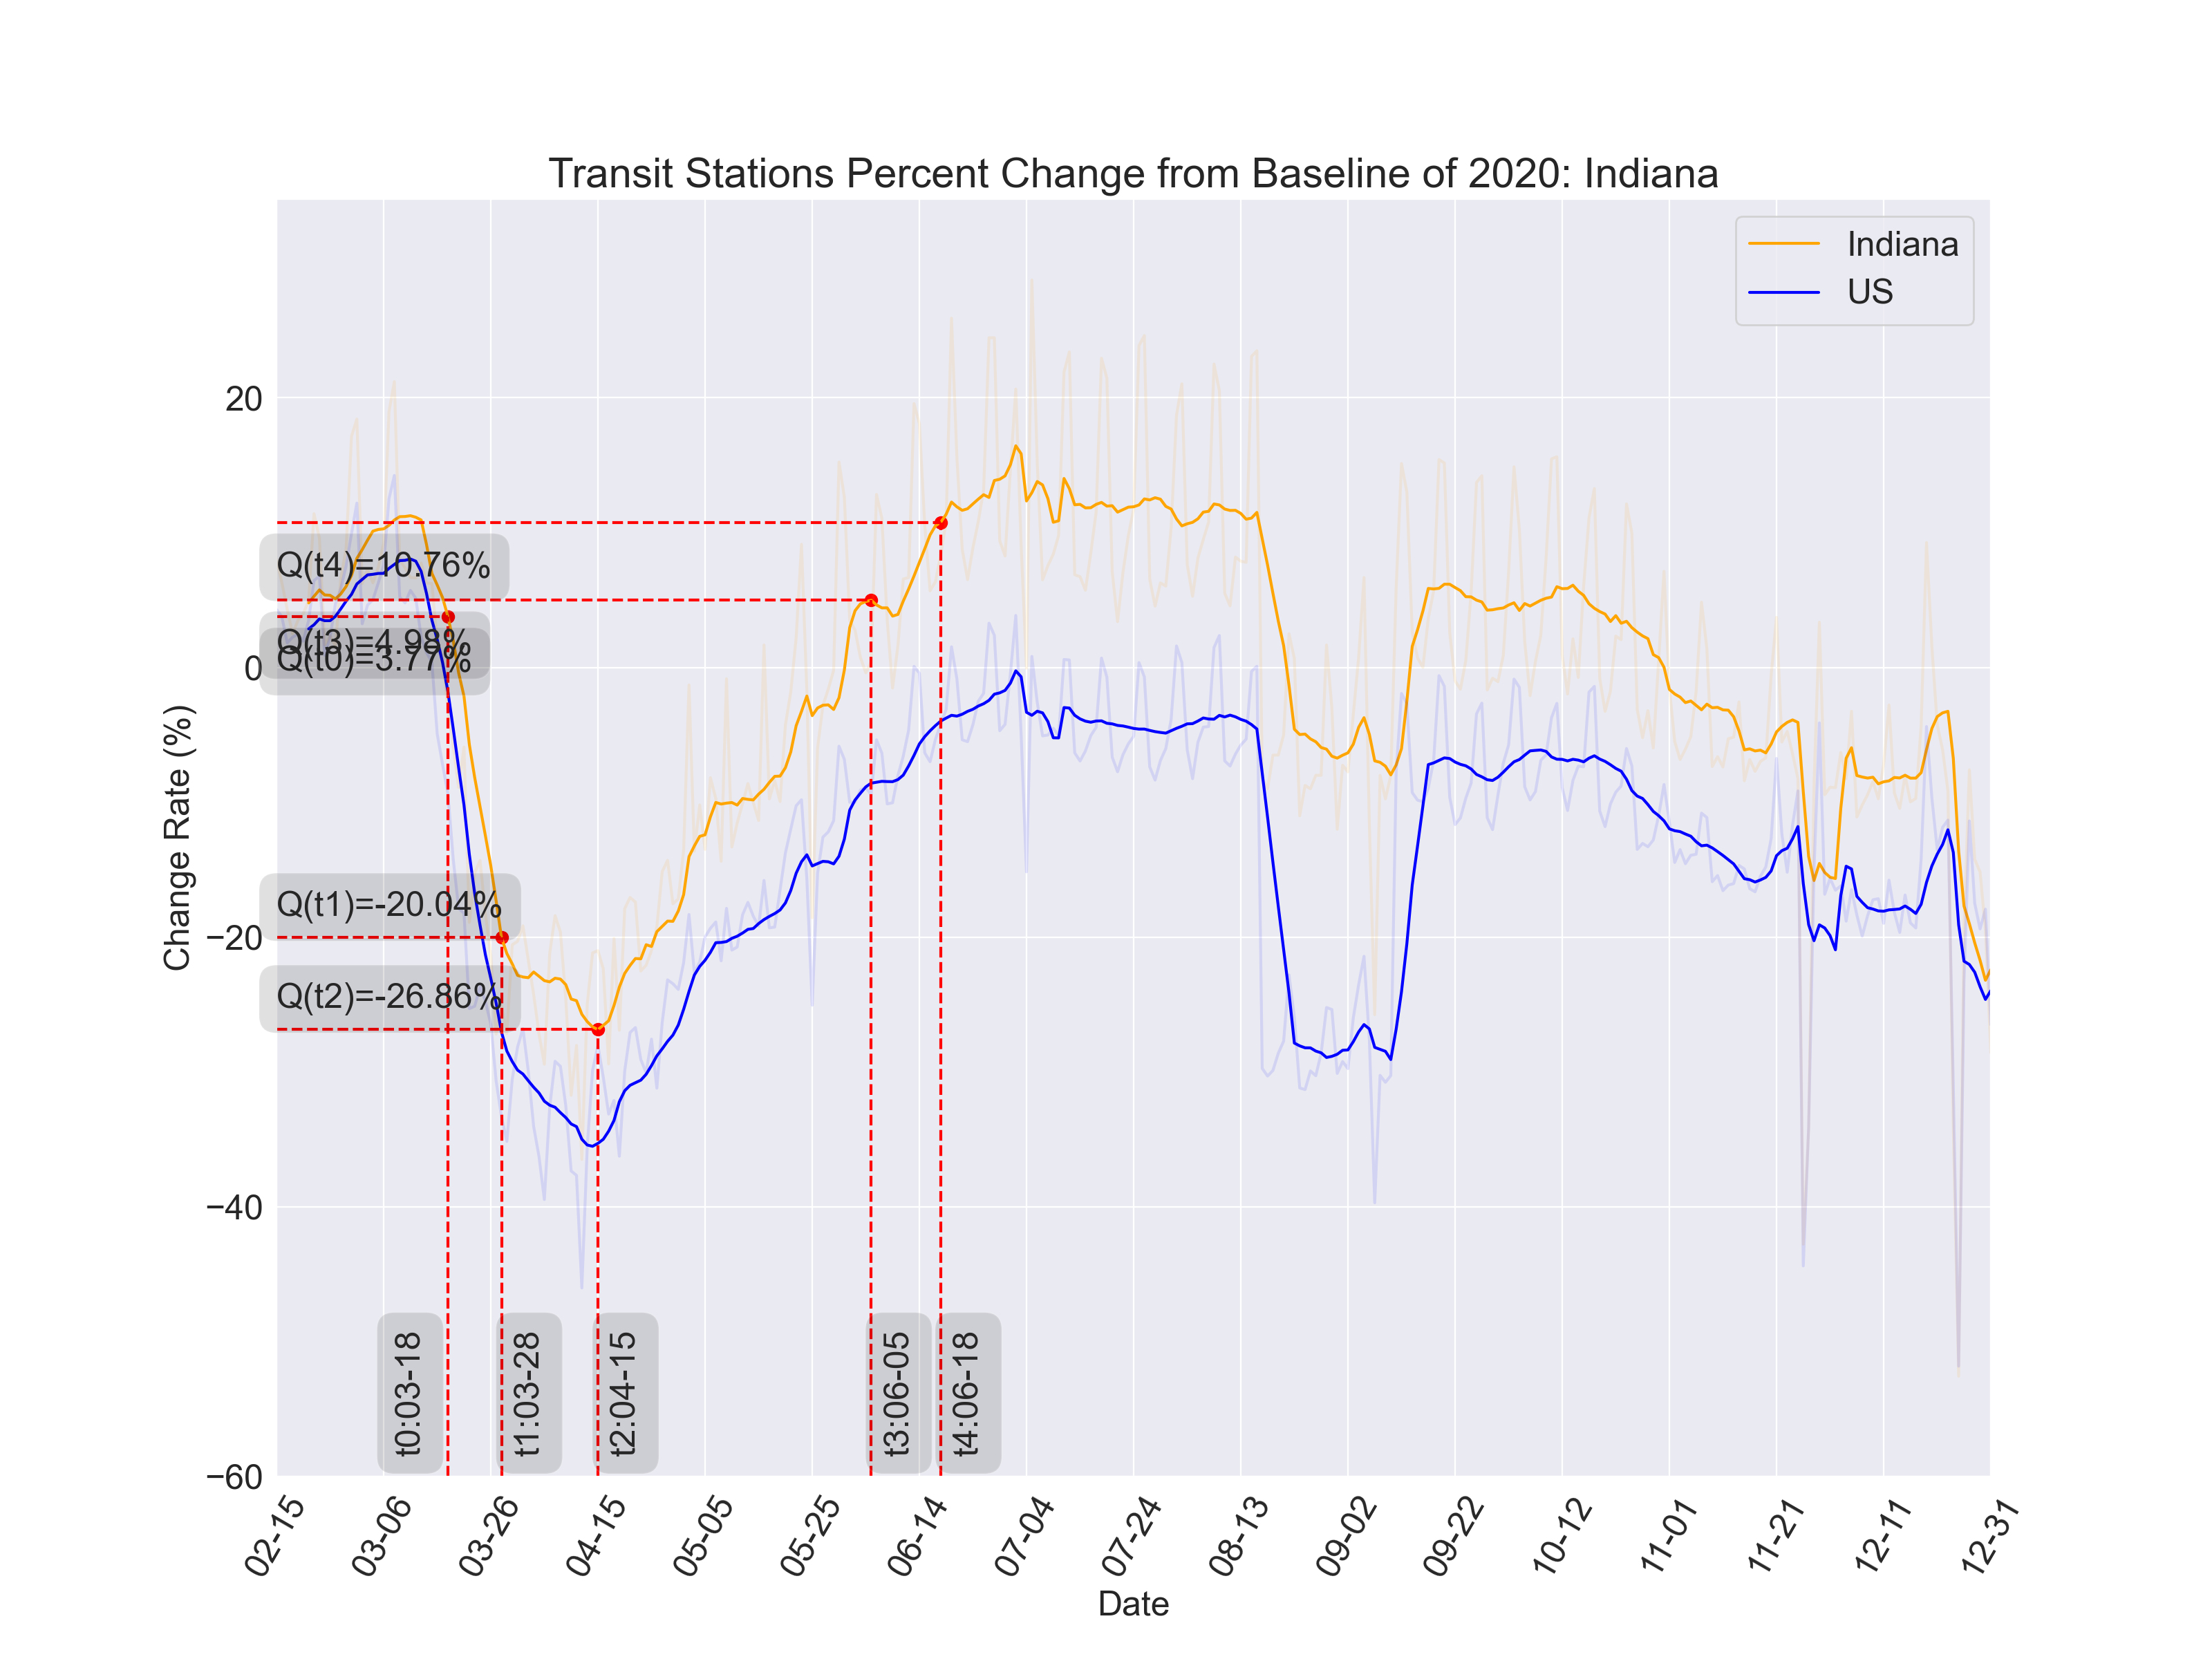 Transit Stations Percent Change from Baseline of 2020: Indiana
Indiana
US
Change Rate (%)
20
0
−20
−40
−60
Q(t4)=10.76%
Q(t3)=4.98%
Q(t0)=3.77%
Q(t1)=-20.04%
Q(t2)=-26.86%
t0:03-18
t1:03-28
t2:04-15
t3:06-05
t4:06-18
02-15
03-06
03-26
04-15
05-05
05-25
06-14
07-04
07-24
08-13
09-02
09-22
10-12
11-01
11-21
12-11
12-31
Date